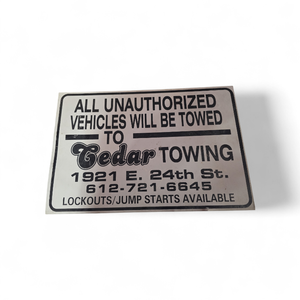 ALL UNAUTHORIZED
VEHICLES WILL BE TOWED
TO
Cedar TOWING
1921 E. 24th St.
612-721-6645
LOCKOUTS/JUMP STARTS AVAILABLE